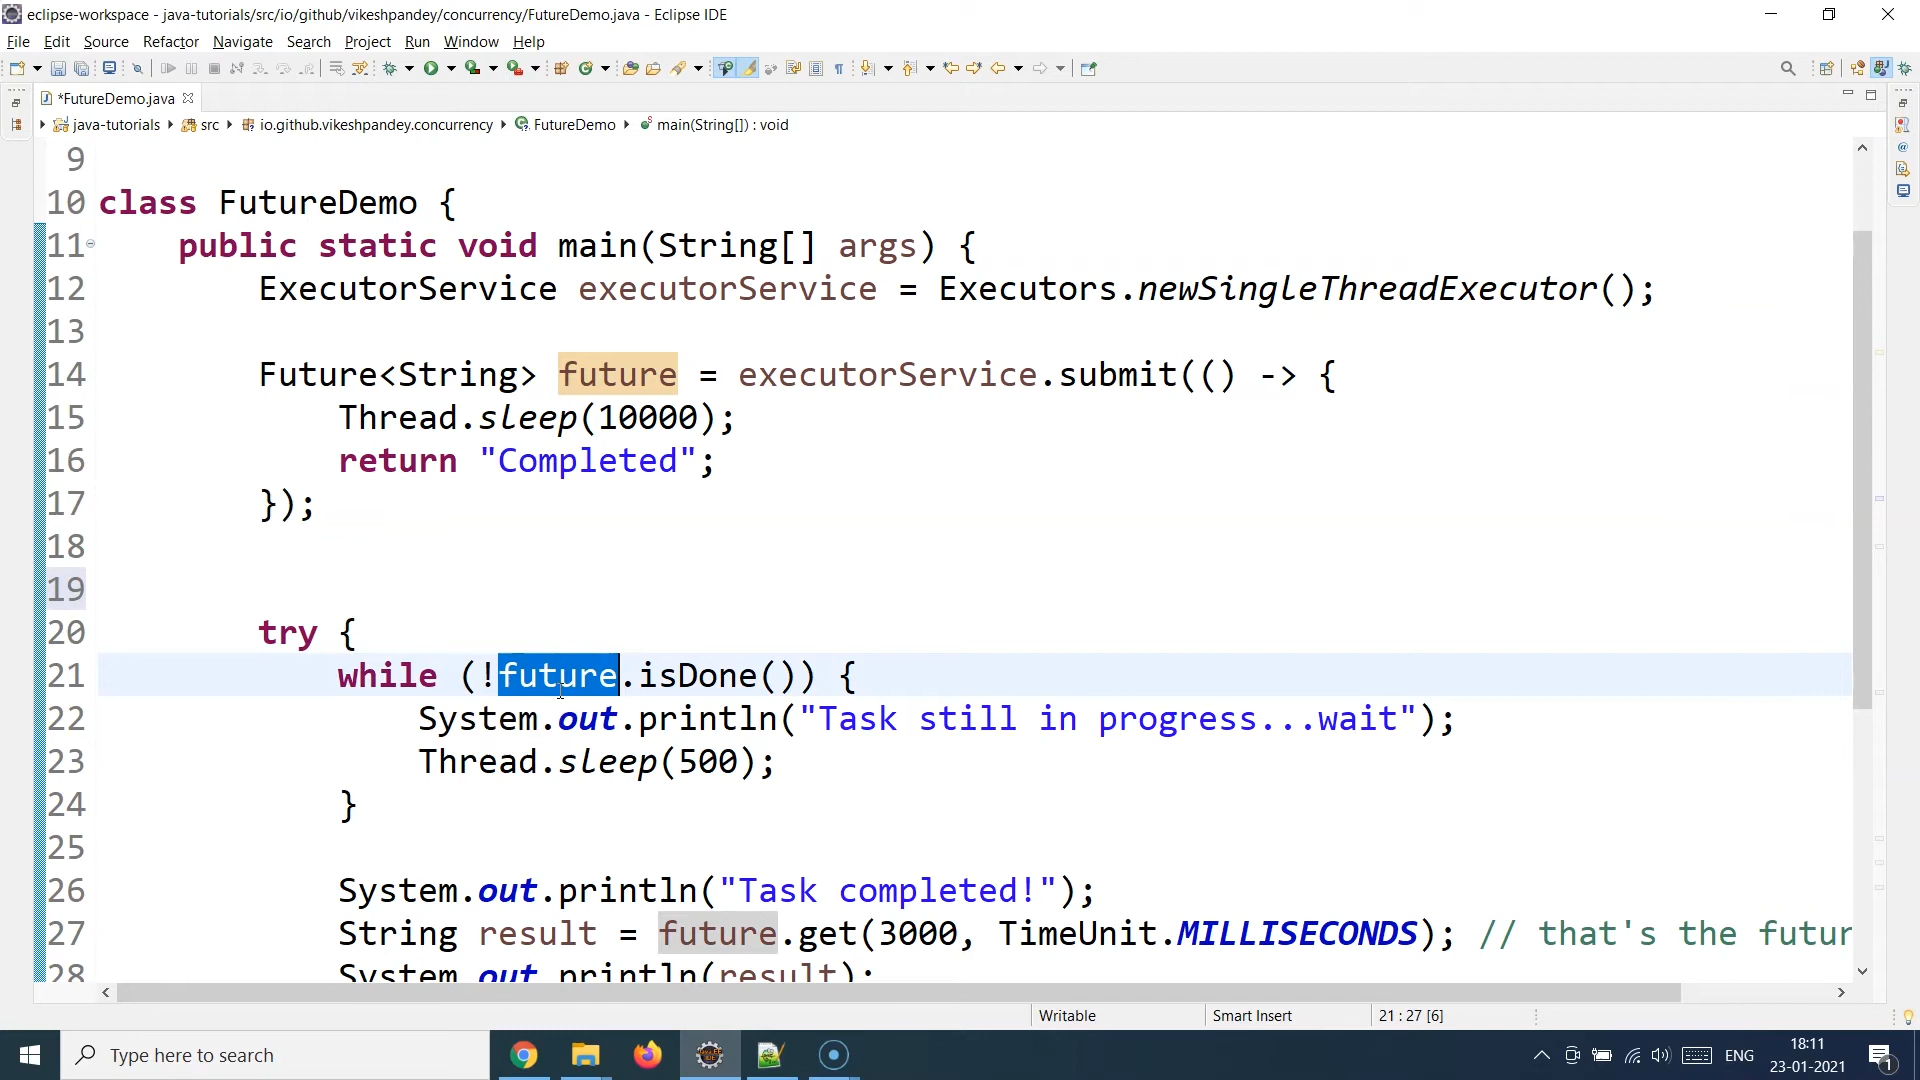 eclipse-workspace - java-tutorials/src/io/github/vikeshpandey/concurrency/FutureDemo.java - Eclipse IDE
File Edit Source Refactor Navigate Search Project Run Window Help
*FutureDemo.java
java-tutorials src io.github.vikeshpandey.concurrency FutureDemo main(String[]) : void
9
10 class FutureDemo {
11 public static void main(String[] args) {
12 ExecutorService executorService = Executors.newSingleThreadExecutor();
13
14 Future<String> future = executorService.submit(() -> {
15 Thread.sleep(10000);
16 return "Completed";
17 });
18
19
20 try {
21 while (!future.isDone()) {
22 System.out.println("Task still in progress...wait");
23 Thread.sleep(500);
24 }
25
26 System.out.println("Task completed!");
27 String result = future.get(3000, TimeUnit.MILLISECONDS); // that's the futur
28 System.out.println(result);
Writable Smart Insert 21 : 27 [6]
Type here to search
ENG
18:11
23-01-2021
1